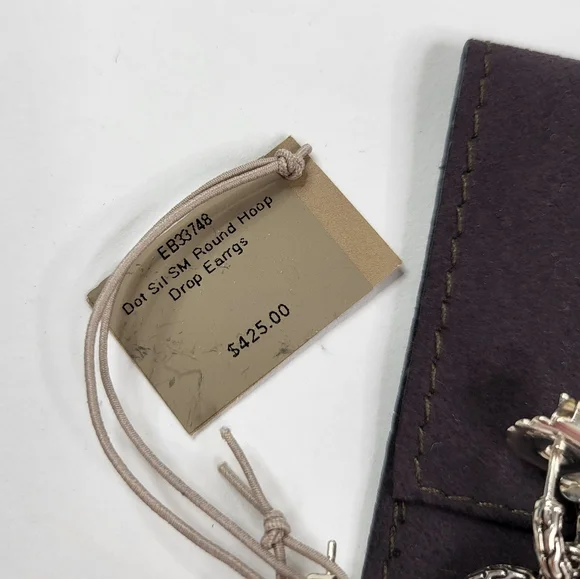 EB33748
Dot Sil SM Round Hoop
Drop Earrgs
$425.00